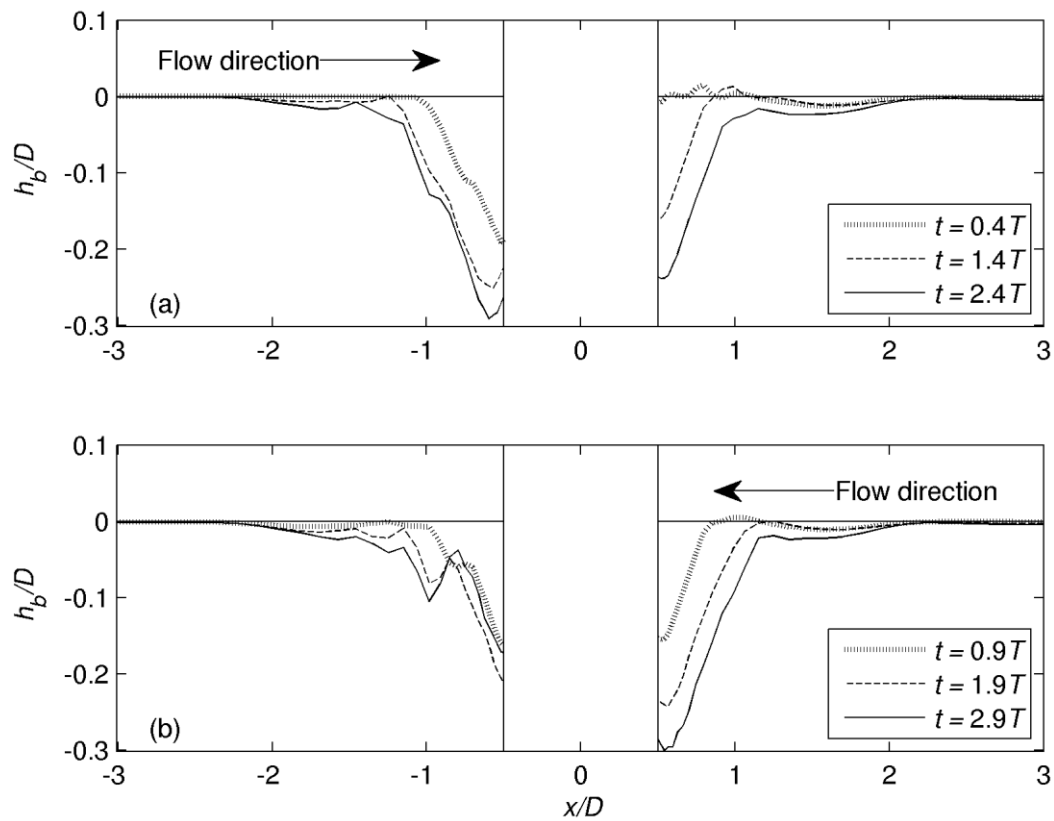 0.1
Flow direction
0
-0.1
h_b/D
t = 0.4T
t = 1.4T
-0.2
t = 2.4T
(a)
-0.3
-3 -2 -1 0 1 2 3
0.1
Flow direction
0
-0.1
h_b/D
t = 0.9T
t = 1.9T
-0.2
t = 2.9T
(b)
-0.3
-3 -2 -1 0 1 2 3
x/D